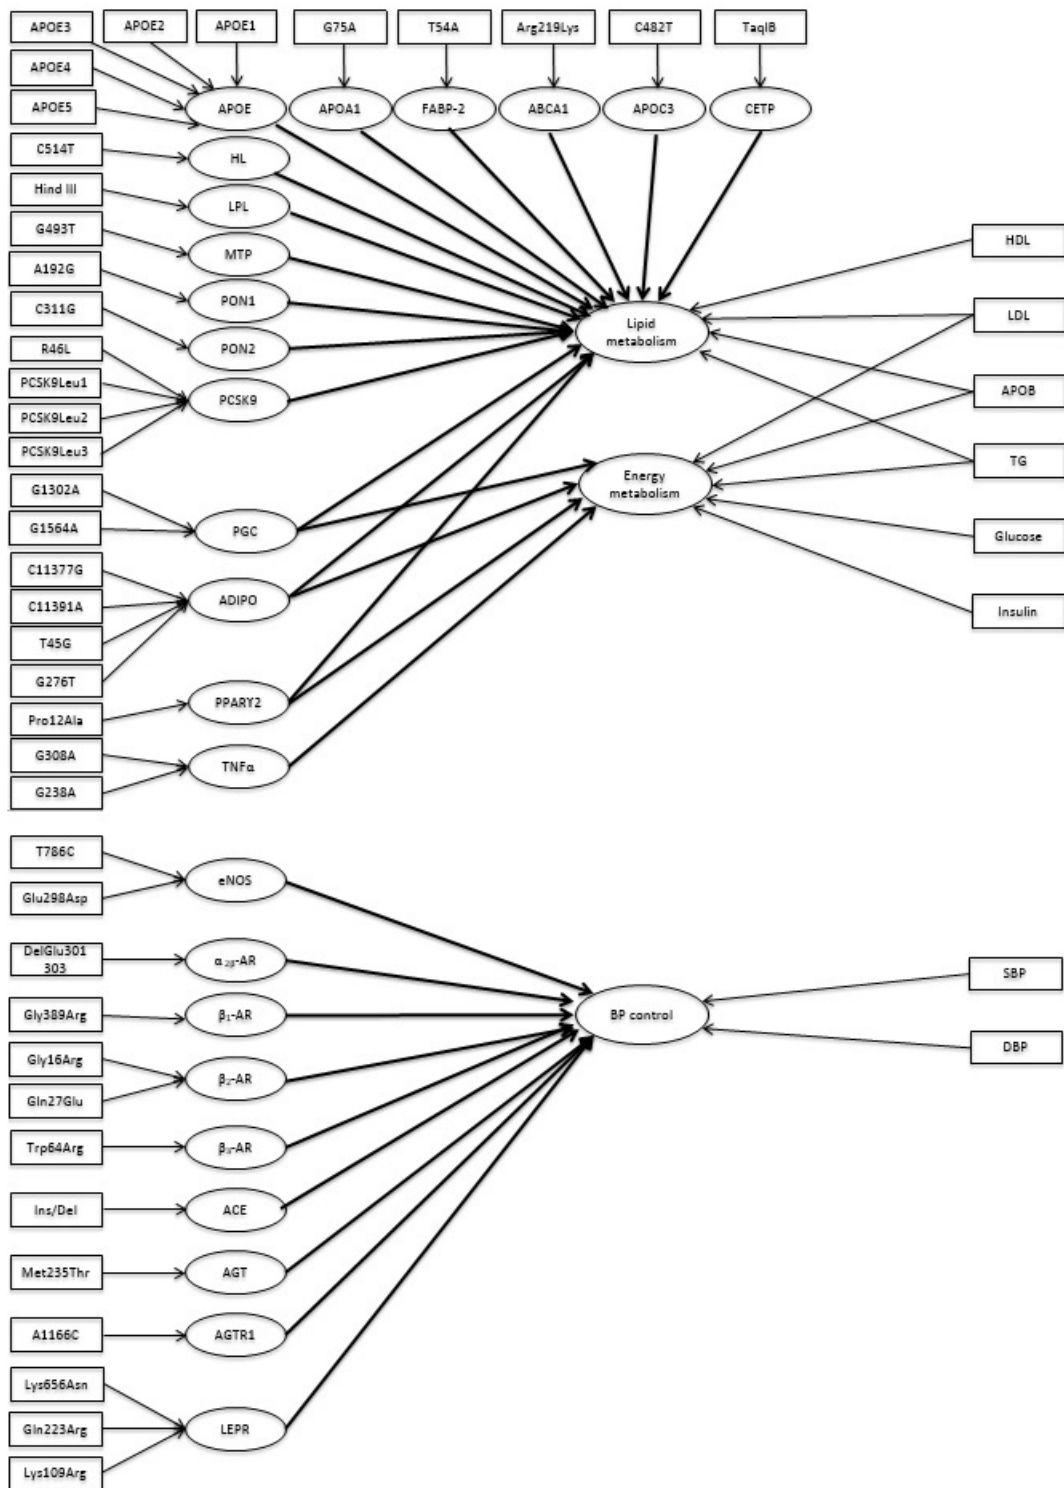 APOE3
APOE2
APOE1
G75A
T54A
Arg219Lys
C482T
TaqIB
APOE4
APOE5
APOE
APOA1
FABP-2
ABCA1
APOC3
CETP
C514T
HL
Hind III
LPL
G493T
MTP
HDL
A192G
PON1
C311G
PON2
Lipid
metabolism
LDL
R46L
PCSK9Leu1
PCSK9
APOB
PCSK9Leu2
PCSK9Leu3
TG
G1302A
Energy
metabolism
G1564A
PGC
Glucose
C11377G
C11391A
ADIPO
Insulin
T45G
G276T
Pro12Ala
PPARY2
G308A
TNFα
G238A
T786C
eNOS
Glu298Asp
DelGlu301
303
α2β-AR
SBP
Gly389Arg
β1-AR
BP control
Gly16Arg
DBP
β2-AR
Gln27Glu
Trp64Arg
β3-AR
Ins/Del
ACE
Met235Thr
AGT
A1166C
AGTR1
Lys656Asn
Gln223Arg
LEPR
Lys109Arg